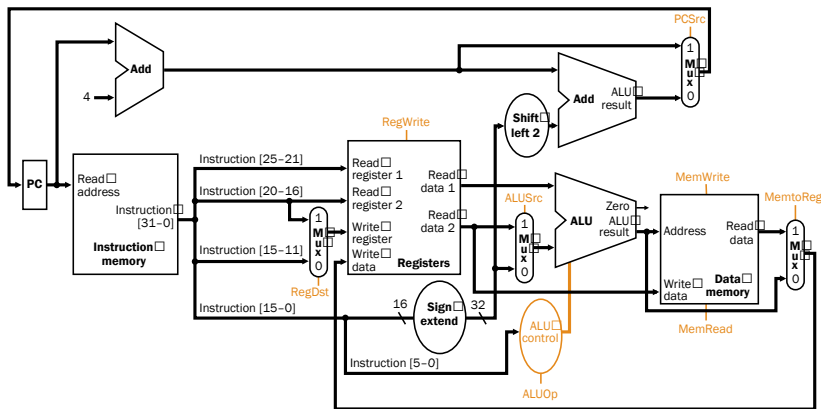 PCSrc
1
M
u
x
0
Add
4
Add
ALU
result
Shift
left 2
RegWrite
PC
Read
address
Instruction
[31–0]
Instruction
memory
Instruction [25–21]
Instruction [20–16]
Instruction [15–11]
Instruction [15–0]
Instruction [5–0]
1
M
u
x
0
RegDst
Read
register 1
Read
register 2
Write
register
Write
data
Read
data 1
Read
data 2
Registers
16
Sign
extend
32
ALUSrc
1
M
u
x
0
ALU
Zero
ALU
result
ALU
control
ALUOp
MemWrite
Address
Read
data
Write
data
Data
memory
MemRead
MemtoReg
1
M
u
x
0